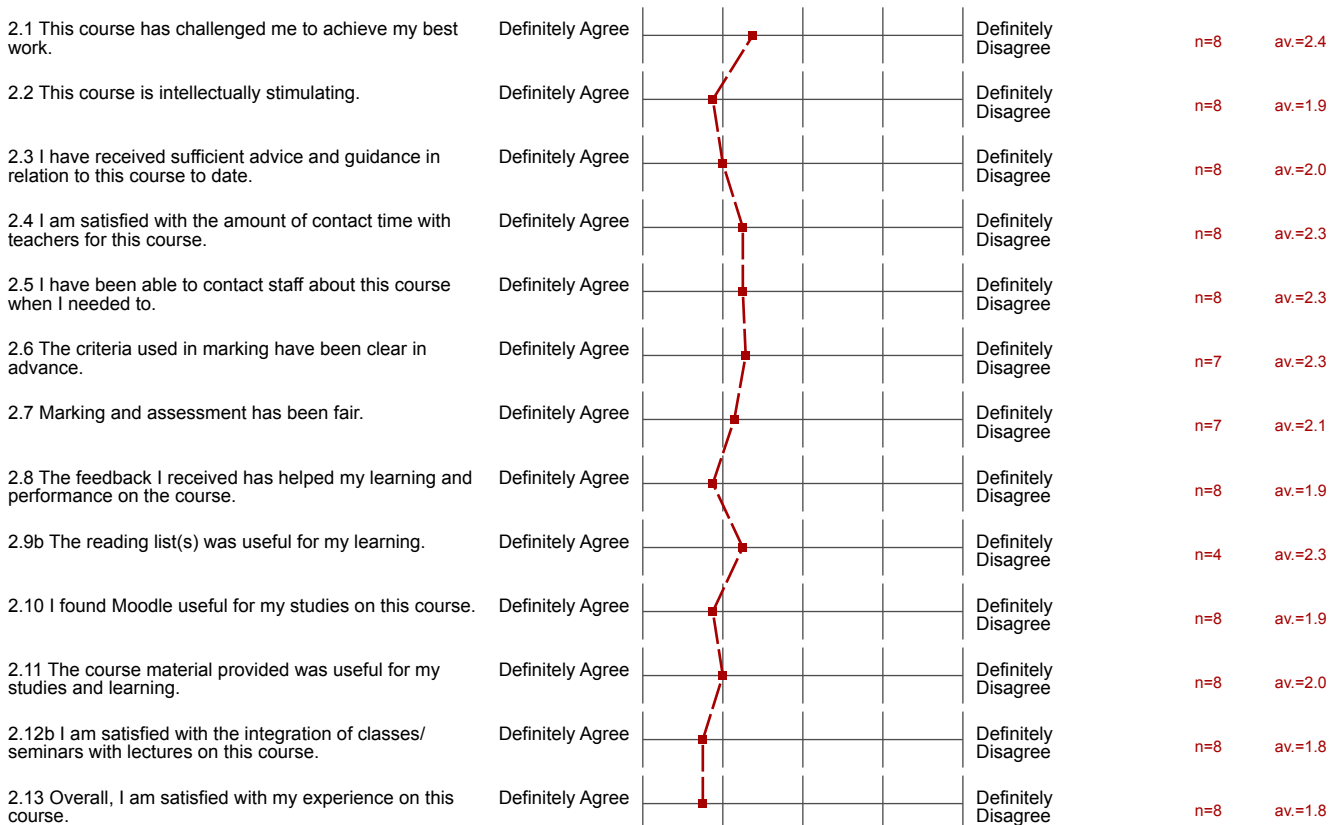 2.1 This course has challenged me to achieve my best work. Definitely Agree Definitely Disagree n=8 av.=2.4
2.2 This course is intellectually stimulating. Definitely Agree Definitely Disagree n=8 av.=1.9
2.3 I have received sufficient advice and guidance in relation to this course to date. Definitely Agree Definitely Disagree n=8 av.=2.0
2.4 I am satisfied with the amount of contact time with teachers for this course. Definitely Agree Definitely Disagree n=8 av.=2.3
2.5 I have been able to contact staff about this course when I needed to. Definitely Agree Definitely Disagree n=8 av.=2.3
2.6 The criteria used in marking have been clear in advance. Definitely Agree Definitely Disagree n=7 av.=2.3
2.7 Marking and assessment has been fair. Definitely Agree Definitely Disagree n=7 av.=2.1
2.8 The feedback I received has helped my learning and performance on the course. Definitely Agree Definitely Disagree n=8 av.=1.9
2.9b The reading list(s) was useful for my learning. Definitely Agree Definitely Disagree n=4 av.=2.3
2.10 I found Moodle useful for my studies on this course. Definitely Agree Definitely Disagree n=8 av.=1.9
2.11 The course material provided was useful for my studies and learning. Definitely Agree Definitely Disagree n=8 av.=2.0
2.12b I am satisfied with the integration of classes/ seminars with lectures on this course. Definitely Agree Definitely Disagree n=8 av.=1.8
2.13 Overall, I am satisfied with my experience on this course. Definitely Agree Definitely Disagree n=8 av.=1.8